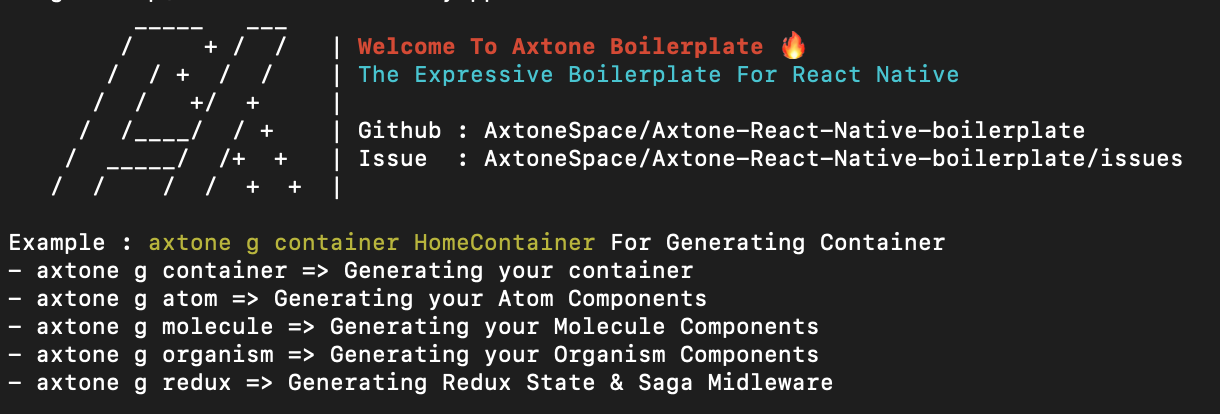 Welcome To Axtone Boilerplate 🔥
The Expressive Boilerplate For React Native
Github : AxtoneSpace/Axtone-React-Native-boilerplate
Issue  : AxtoneSpace/Axtone-React-Native-boilerplate/issues
Example : axtone g container HomeContainer For Generating Container
- axtone g container => Generating your container
- axtone g atom => Generating your Atom Components
- axtone g molecule => Generating your Molecule Components
- axtone g organism => Generating your Organism Components
- axtone g redux => Generating Redux State & Saga Midleware